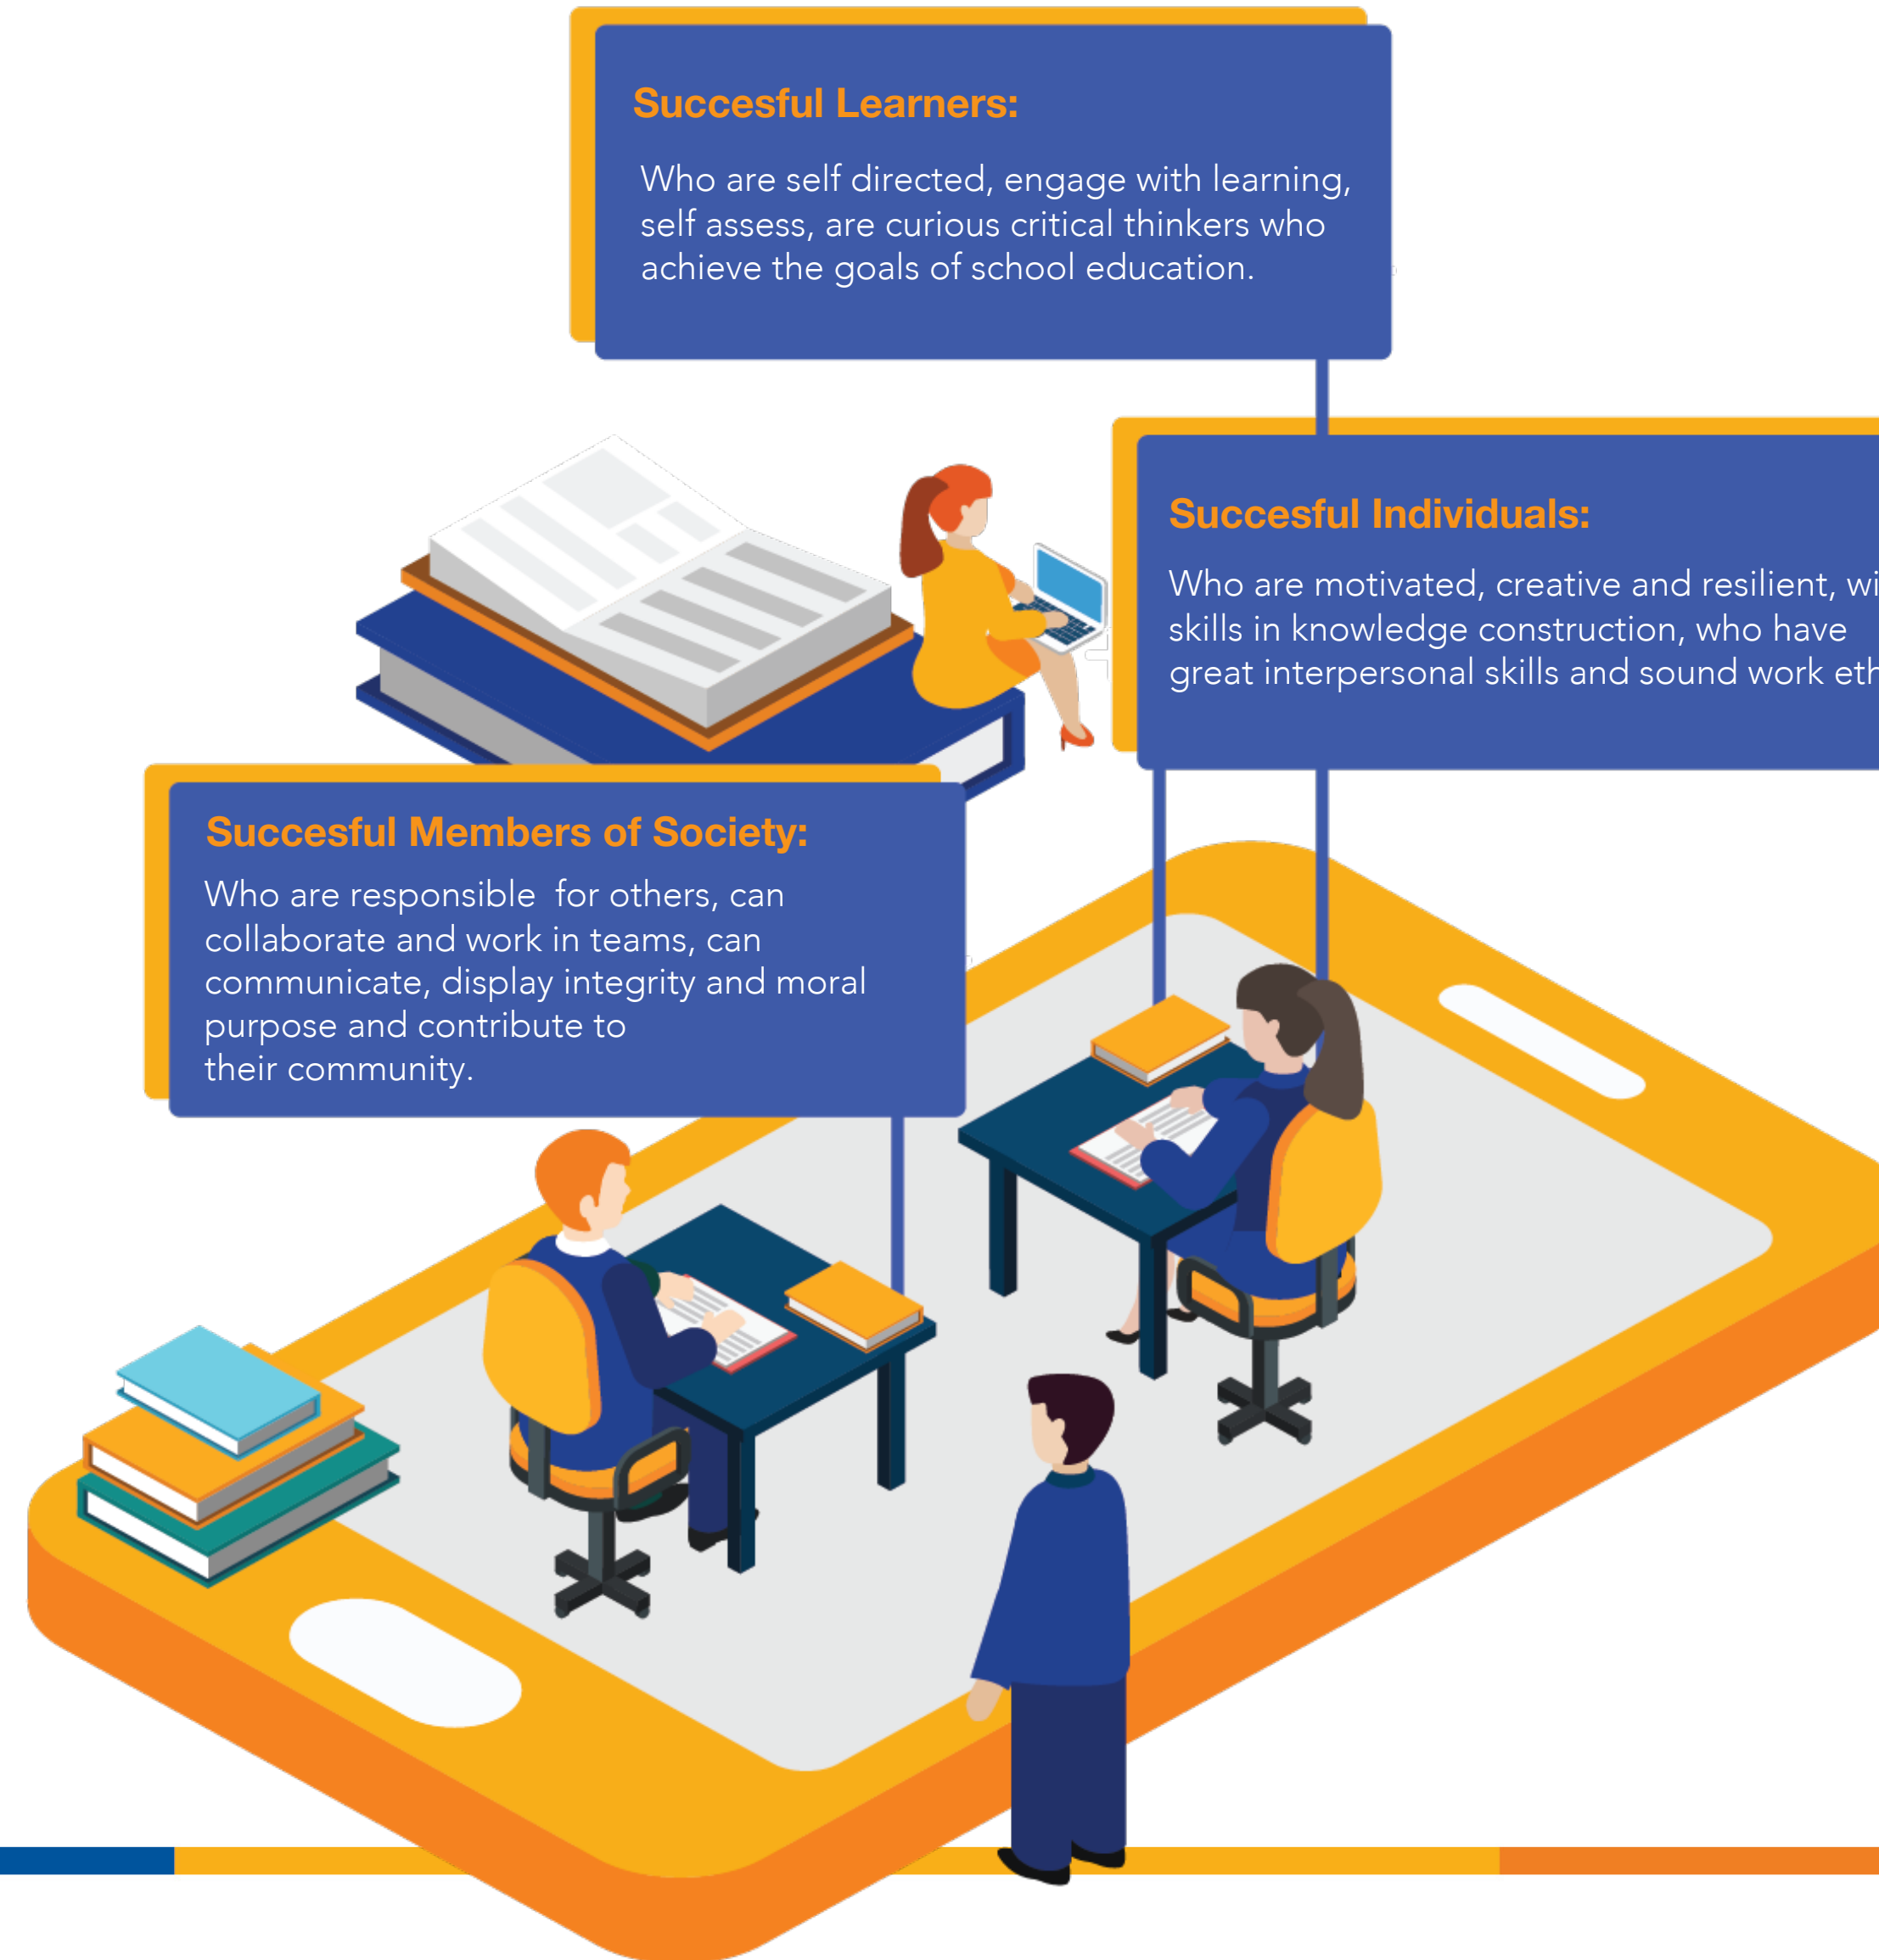 Succesful Learners:
Who are self directed, engage with learning,
self assess, are curious critical thinkers who
achieve the goals of school education.
Succesful Individuals:
Who are motivated, creative and resilient,
skills in knowledge construction, who have
great interpersonal skills and sound work
Succesful Members of Society:
Who are responsible for others, can
collaborate and work in teams, can
communicate, display integrity and moral
purpose and contribute to
their community.